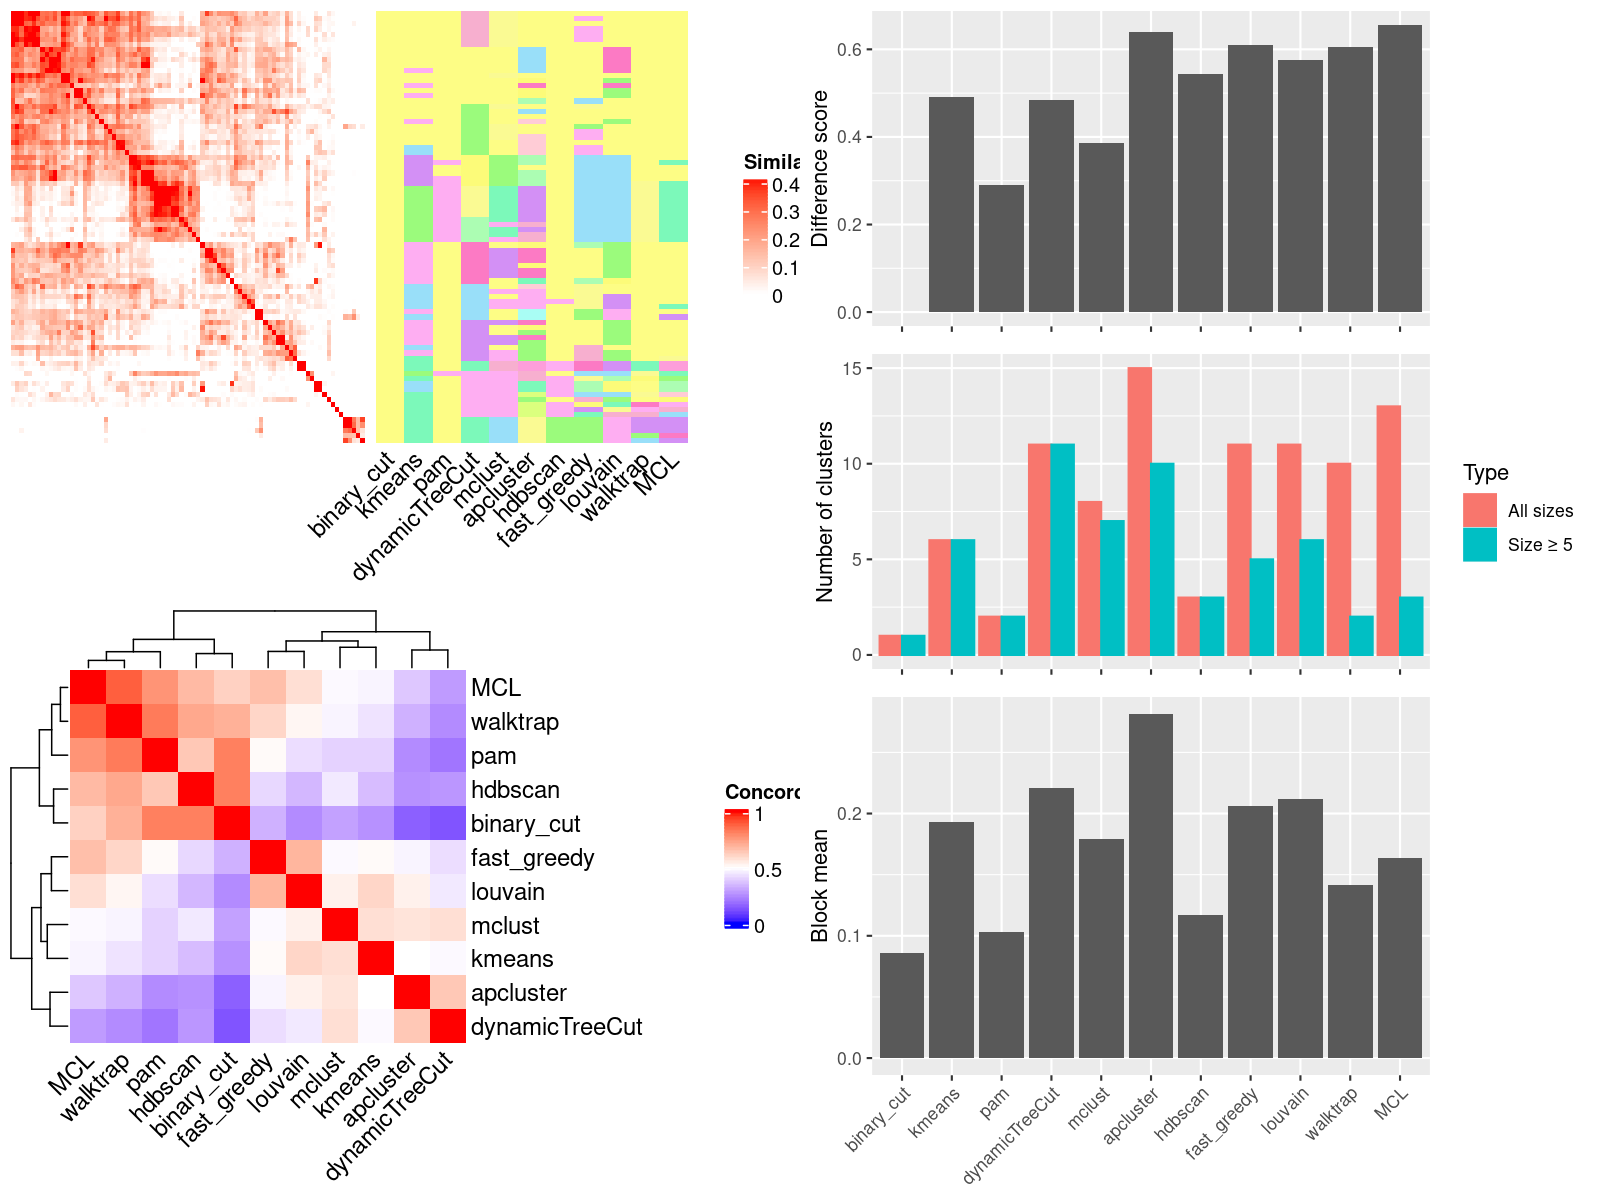 Simila
0.4
0.3
0.2
0.1
0
binary_cut
kmeans
pam
dynamicTreeCut
mclust
apcluster
hdbscan
fast_greedy
louvain
walktrap
MCL
Difference score
0.6
0.4
0.2
0.0
Number of clusters
15
10
5
0
Type
All sizes
Size ≥ 5
MCL
walktrap
pam
hdbscan
binary_cut
fast_greedy
louvain
mclust
kmeans
apcluster
dynamicTreeCut
MCL
walktrap
pam
hdbscan
binary_cut
fast_greedy
louvain
mclust
kmeans
apcluster
dynamicTreeCut
Concord
1
0.5
0
Block mean
0.2
0.1
0.0
binary_cut
kmeans
pam
dynamicTreeCut
mclust
apcluster
hdbscan
fast_greedy
louvain
walktrap
MCL